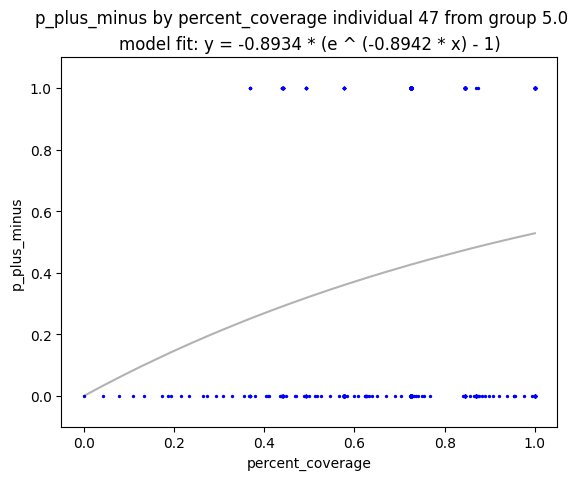 p_plus_minus by percent_coverage individual 47 from group 5.0
model fit: y = -0.8934 * (e ^ (-0.8942 * x) - 1)
1.0
0.8
0.6
0.4
0.2
0.0
p_plus_minus
0.0 0.2 0.4 0.6 0.8 1.0
percent_coverage